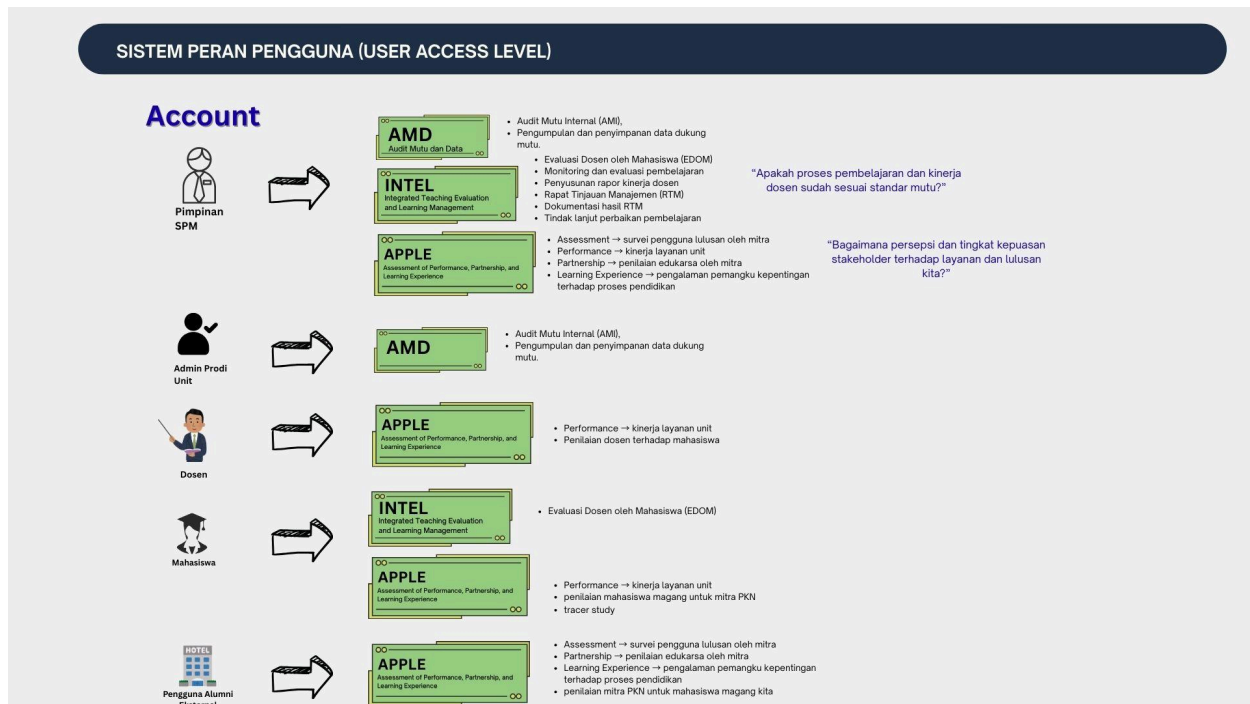 SISTEM PERAN PENGGUNA (USER ACCESS LEVEL)
Account
Pimpinan
SPM
AMD
Audit Mutu dan Data
• Audit Mutu Internal (AMI),
• Pengumpulan dan penyimpanan data dukung
mutu.
INTEL
Integrated Teaching Evaluation
and Learning Management
• Evaluasi Dosen oleh Mahasiswa (EDOM)
• Monitoring dan evaluasi pembelajaran
• Penyusunan rapor kinerja dosen
• Rapat Tinjauan Manajemen (RTM)
• Dokumentasi hasil RTM
• Tindak lanjut perbaikan pembelajaran
“Apakah proses pembelajaran dan kinerja
dosen sudah sesuai standar mutu?”
APPLE
Assessment of Performance, Partnership, and
Learning Experience
• Assessment → survei pengguna lulusan oleh mitra
• Performance → kinerja layanan unit
• Partnership → penilaian edukarsa oleh mitra
• Learning Experience → pengalaman pemangku kepentingan
terhadap proses pendidikan
“Bagaimana persepsi dan tingkat kepuasan
stakeholder terhadap layanan dan lulusan
kita?”
Admin Prodi
Unit
AMD
• Audit Mutu Internal (AMI),
• Pengumpulan dan penyimpanan data dukung
mutu.
Dosen
APPLE
Assessment of Performance, Partnership, and
Learning Experience
• Performance → kinerja layanan unit
• Penilaian dosen terhadap mahasiswa
Mahasiswa
INTEL
Integrated Teaching Evaluation
and Learning Management
• Evaluasi Dosen oleh Mahasiswa (EDOM)
APPLE
Assessment of Performance, Partnership, and
Learning Experience
• Performance → kinerja layanan unit
• penilaian mahasiswa magang untuk mitra PKN
• tracer study
HOTEL
Pengguna Alumni
APPLE
Assessment of Performance, Partnership, and
Learning Experience
• Assessment → survei pengguna lulusan oleh mitra
• Partnership → penilaian edukarsa oleh mitra
• Learning Experience → pengalaman pemangku kepentingan
terhadap proses pendidikan
• penilaian mitra PKN untuk mahasiswa magang kita